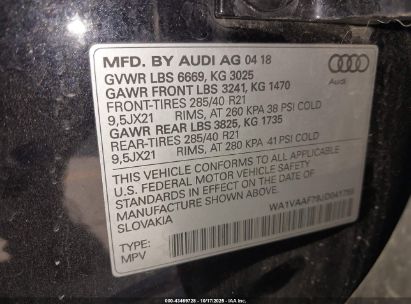 MFD. BY AUDI AG 04 18
GVWR LBS 6669, KG 3025
GAWR FRONT LBS 3241, KG 1470
FRONT-TIRES 285/40 R21
9,5JX21 RIMS, AT 260 KPA 38 PSI COLD
GAWR REAR LBS 3825, KG 1735
REAR-TIRES 285/40 R21
9,5JX21 RIMS, AT 280 KPA 41 PSI COLD
THIS VEHICLE CONFORMS TO ALL APPLICABLE
U.S. FEDERAL MOTOR VEHICLE SAFETY
STANDARDS IN EFFECT ON THE DATE OF
MANUFACTURE SHOWN ABOVE.
SLOVAKIA
TYPE:
MPV
Audi